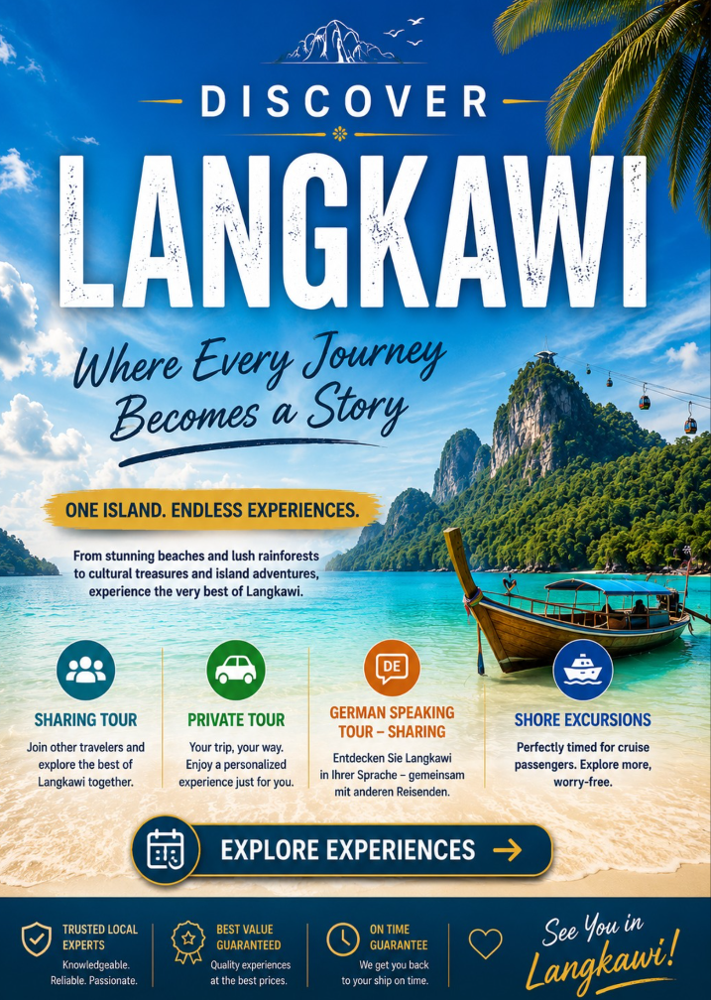 DISCOVER
LANGKAWI
Where Every Journey
Becomes a Story
ONE ISLAND. ENDLESS EXPERIENCES.
From stunning beaches and lush rainforests
to cultural treasures and island adventures,
experience the very best of Langkawi.
SHARING TOUR
Join other travelers and
explore the best of
Langkawi together.
PRIVATE TOUR
Your trip, your way.
Enjoy a personalized
experience just for you.
DE
GERMAN SPEAKING
TOUR – SHARING
Entdecken Sie Langkawi
in Ihrer Sprache – gemeinsam
mit anderen Reisenden.
SHORE EXCURSIONS
Perfectly timed for cruise
passengers. Explore more,
worry-free.
EXPLORE EXPERIENCES
TRUSTED LOCAL
EXPERTS
Knowledgeable.
Reliable. Passionate.
BEST VALUE
GUARANTEED
Quality experiences
at the best prices.
ON TIME
GUARANTEE
We get you back
to your ship on time.
See You in
Langkawi!